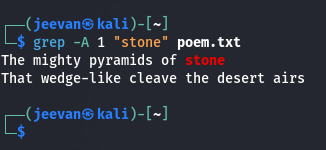 ┌──(jeevan㉿kali)-[~]
└─$ grep -A 1 "stone" poem.txt
The mighty pyramids of stone
That wedge-like cleave the desert airs
┌──(jeevan㉿kali)-[~]
└─$